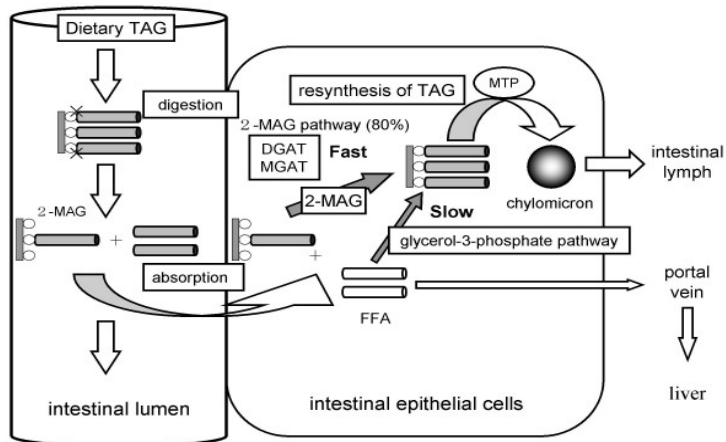 Dietary TAG
digestion
2-MAG
+
absorption
intestinal lumen
resynthesis of TAG
MTP
2-MAG pathway (80%)
DGAT
MGAT
Fast
2-MAG
+
Slow
glycerol-3-phosphate pathway
FFA
chylomicron
intestinal epithelial cells
intestinal
lymph
portal
vein
liver